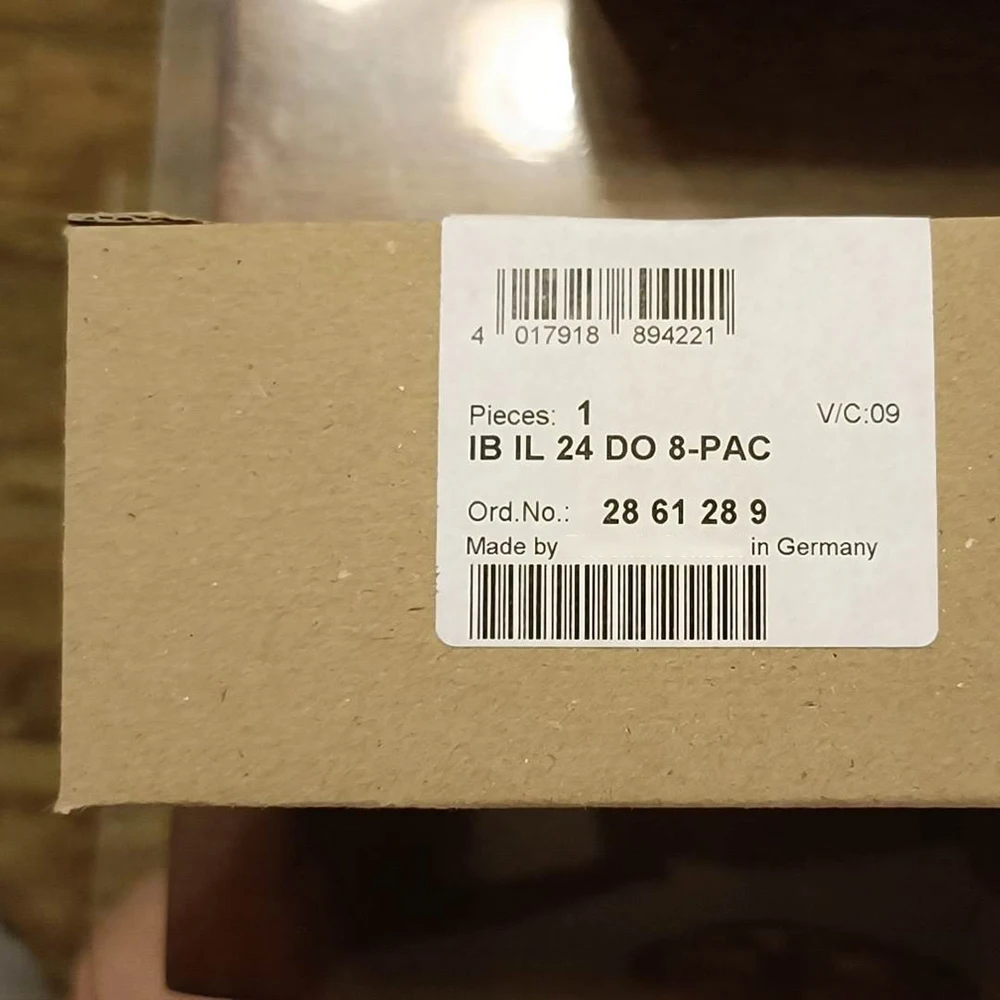 4 017918 894221
Pieces: 1 V/C:09
IB IL 24 DO 8-PAC
Ord.No.: 28 61 28 9
Made by in Germany